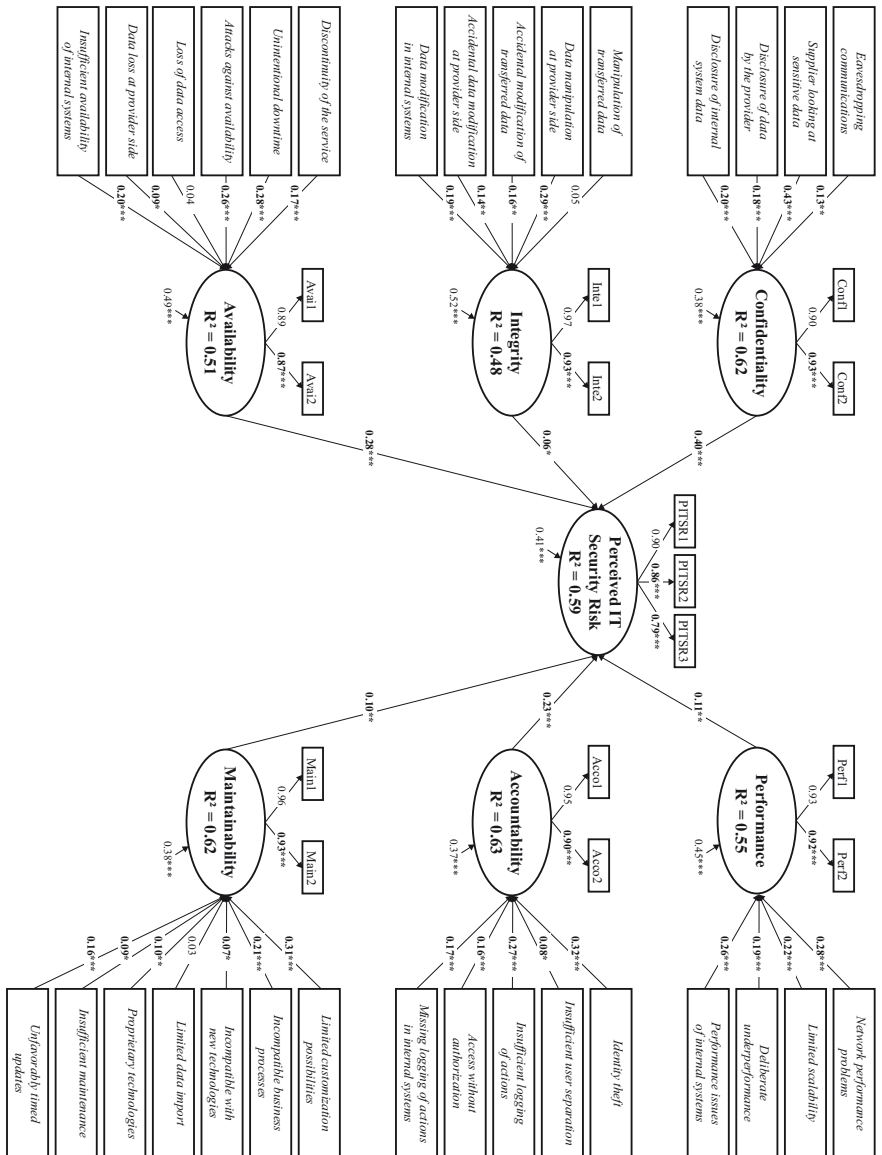 Eavesdropping
communications
Supplier looking at
sensitive data
Disclosure of data
by the provider
Disclosure of internal
system data
0.13**
0.43***
0.18***
0.20***
Conf1
Conf2
0.90
0.93***
Confidentiality
R² = 0.62
0.38***
0.40***
Manipulation of
transferred data
Data manipulation
at provider side
Accidental modification of
transferred data
Accidental data modification
at provider side
Data modification
in internal systems
0.05
0.29***
0.16**
0.14**
0.19***
Inte1
Inte2
0.97
0.93***
Integrity
R² = 0.48
0.52***
0.06*
Discontinuity of the service
Unintentional downtime
Attacks against availability
Loss of data access
Data loss at provider side
Insufficient availability
of internal systems
0.17***
0.28***
0.26***
0.04
0.09*
0.20***
Avai1
Avai2
0.89
0.87***
Availability
R² = 0.51
0.49***
0.28***
PITSR1
PITSR2
PITSR3
0.90
0.86***
0.79***
Perceived IT
Security Risk
R² = 0.59
0.41***
0.11**
Perf1
Perf2
0.93
0.92***
Performance
R² = 0.55
0.45***
0.28***
0.22***
0.19***
0.26***
Network performance
problems
Limited scalability
Deliberate
underperformance
Performance issues
of internal systems
0.23***
Acco1
Acco2
0.95
0.90***
Accountability
R² = 0.63
0.37***
0.32***
0.08*
0.27***
0.16***
0.17***
Identity theft
Insufficient user separation
Insufficient logging
of actions
Access without
authorization
Missing logging of actions
in internal systems
0.10**
Main1
Main2
0.96
0.93***
Maintainability
R² = 0.62
0.38***
0.31***
0.21***
0.07*
0.03
0.10**
0.09*
0.16***
Limited customization
possibilities
Incompatible business
processes
Incompatible with
new technologies
Limited data import
Proprietary technologies
Insufficient maintenance
Unfavorably timed
updates